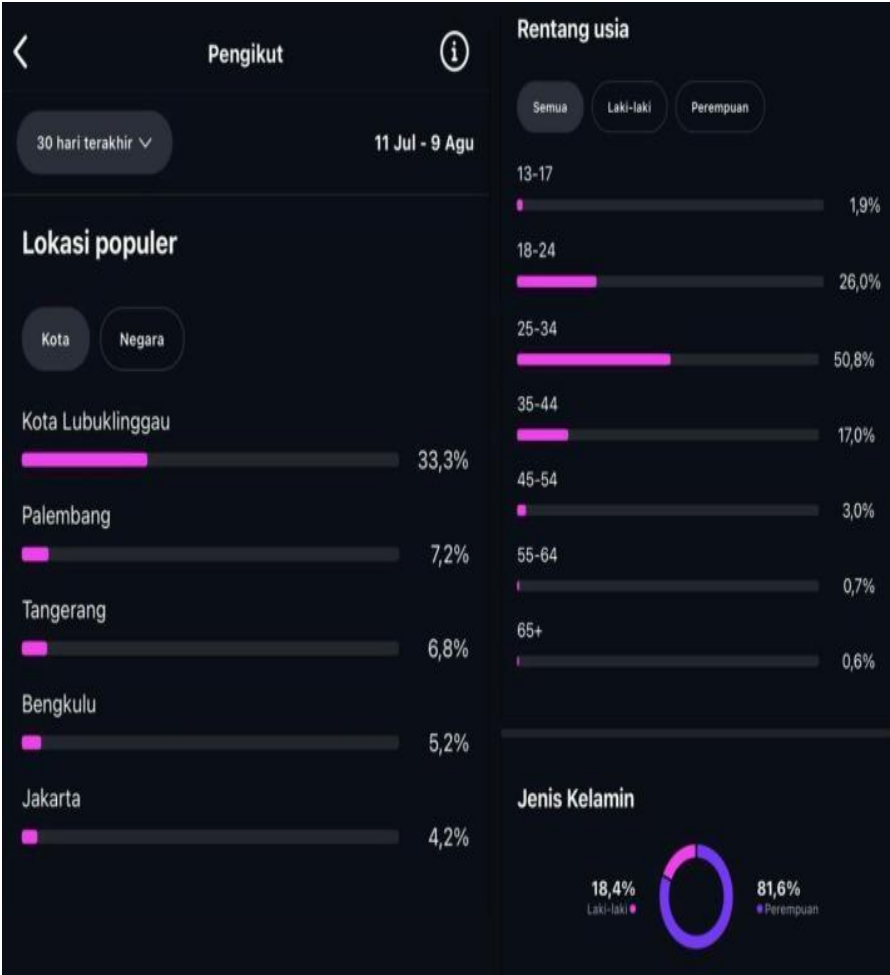 Pengikut
30 hari terakhir
11 Jul - 9 Agu
Lokasi populer
Kota
Negara
Kota Lubuklinggau
33,3%
Palembang
7,2%
Tangerang
6,8%
Bengkulu
5,2%
Jakarta
4,2%
Rentang usia
Semua
Laki-laki
Perempuan
13-17
1,9%
18-24
26,0%
25-34
50,8%
35-44
17,0%
45-54
3,0%
55-64
0,7%
65+
0,6%
Jenis Kelamin
18,4%
Laki-laki
81,6%
Perempuan